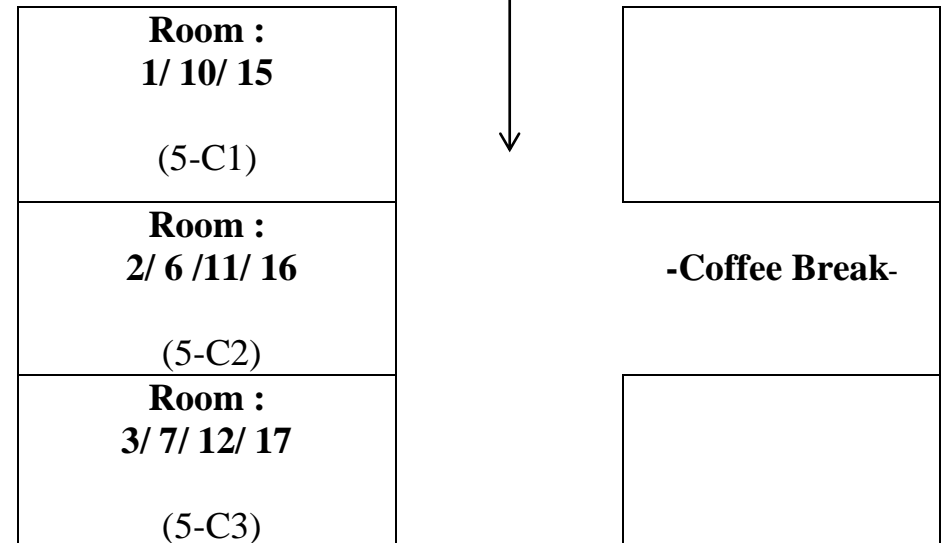 Room :
1/ 10/ 15
(5-C1)
Room :
2/ 6 /11/ 16
(5-C2)
-Coffee Break-
Room :
3/ 7/ 12/ 17
(5-C3)